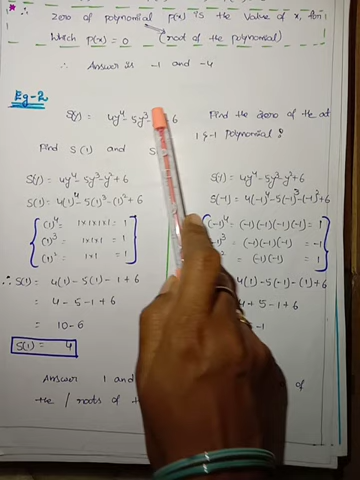 zero of polynomial p(x) is the value of x, for
which p(x) = 0 (root of the polynomial)
∴ Answer is -1 and -4
Eg-2
S(y) = 4y⁴ - 5y³ + 6 Find the zero of the at
1 & -1 polynomial?
Find S(1) and S
S(y) = 4y⁴ - 5y³ - y² + 6 S(y) = 4y⁴ - 5y³ - y² + 6
S(1) = 4(1)⁴ - 5(1)³ - (1)² + 6 S(-1) = 4(-1)⁴ - 5(-1)³ - (-1)² + 6
(1)⁴ = 1×1×1×1 = 1 (-1)⁴ = (-1)(-1)(-1)(-1) = 1
(1)³ = 1×1×1 = 1 -1)³ = (-1)(-1)(-1) = -1
(1)² = 1×1 = 1 ² = (-1)(-1) = 1
∴ S(1) = 4(1) - 5(1) - 1 + 6 4(1) - 5(-1) - (1) + 6
= 4 - 5 - 1 + 6 4 + 5 - 1 + 6
= 10 - 6 - 1
S(1) = 4
Answer 1 and of
the / roots of